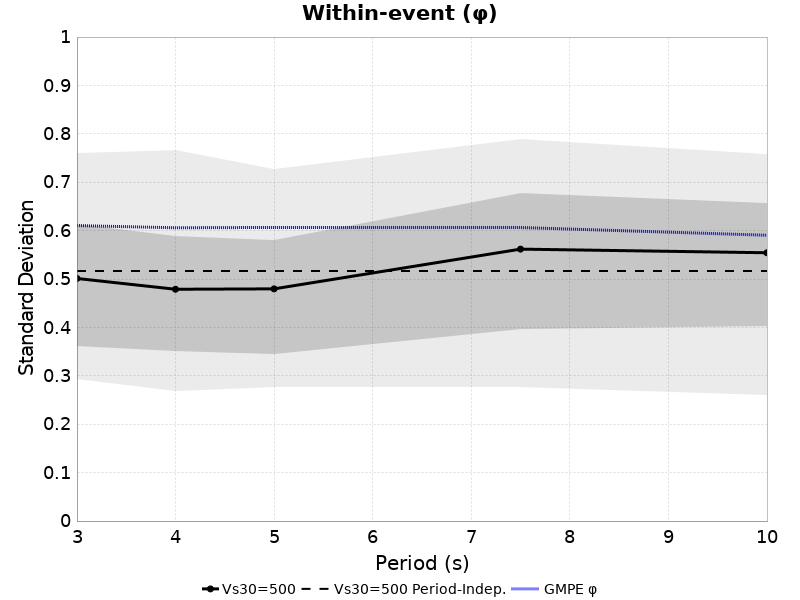 Within-event (φ)
1
0.9
0.8
0.7
0.6
0.5
0.4
0.3
0.2
0.1
0
Standard Deviation
3 4 5 6 7 8 9 10
Period (s)
Vs30=500 Vs30=500 Period-Indep. GMPE φ